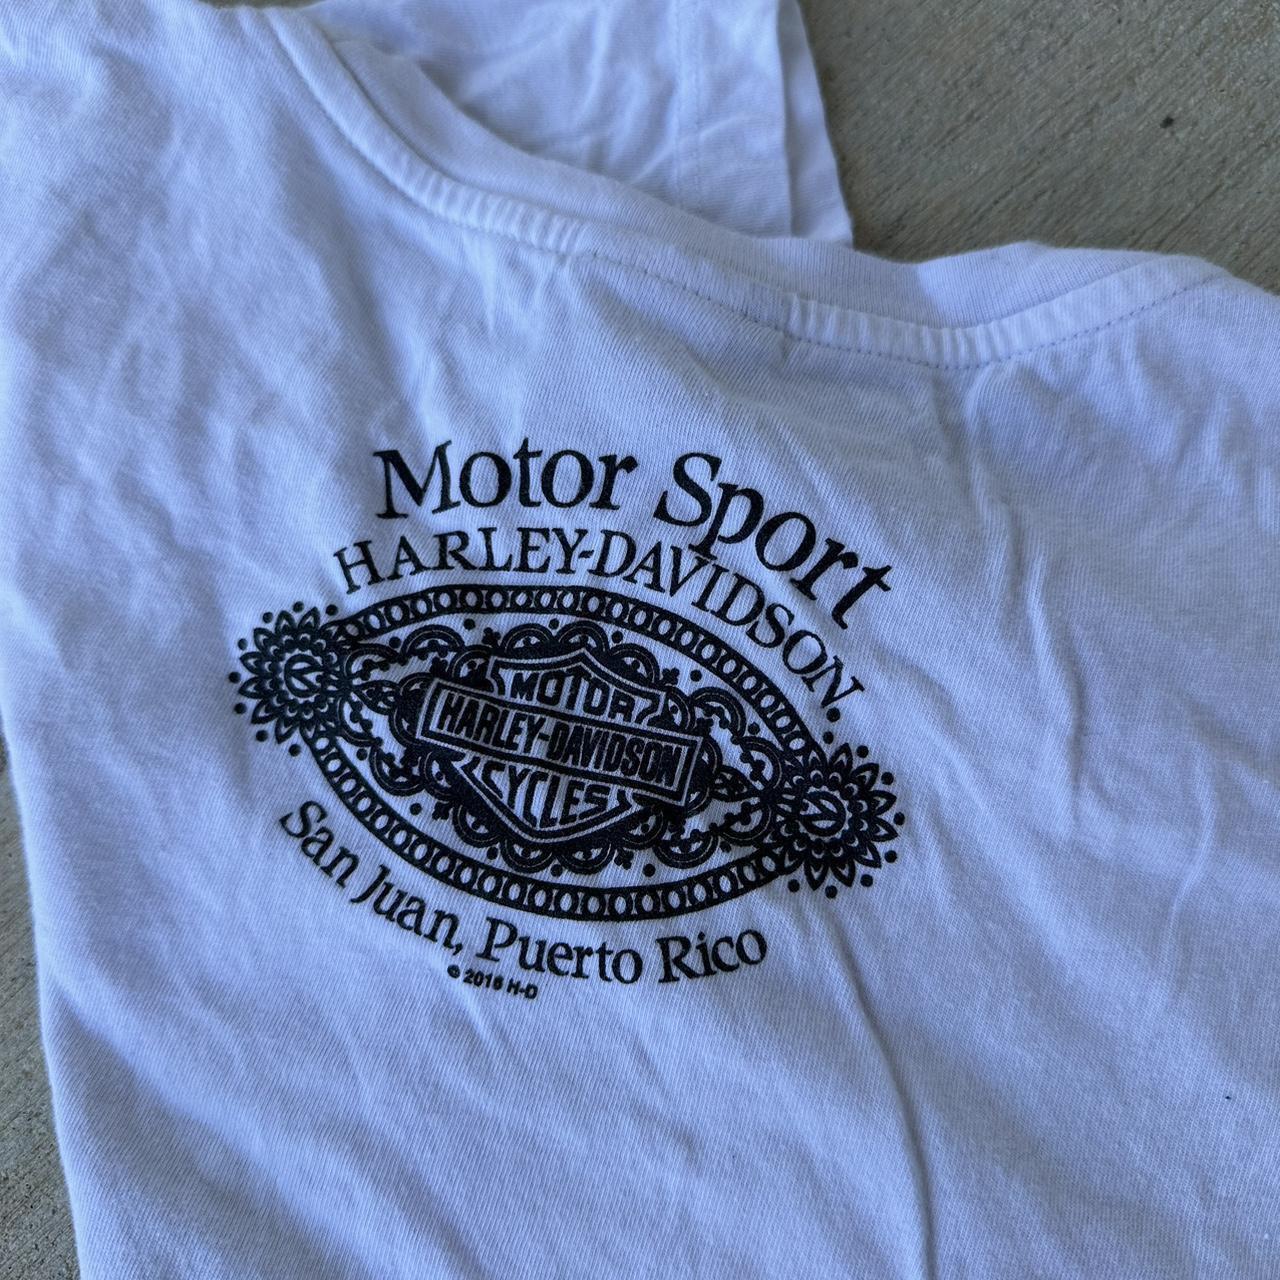 Motor Sport
HARLEY-DAVIDSON
MOTOR
HARLEY-DAVIDSON
CYCLES
San Juan, Puerto Rico
© 2016 H-D